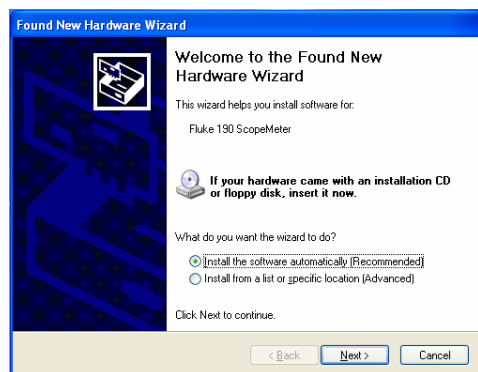 Found New Hardware Wizard
Welcome to the Found New
Hardware Wizard
This wizard helps you install software for:
Fluke 190 ScopeMeter
If your hardware came with an installation CD
or floppy disk, insert it now.
What do you want the wizard to do?
Install the software automatically (Recommended)
Install from a list or specific location (Advanced)
Click Next to continue.
< Back Next > Cancel